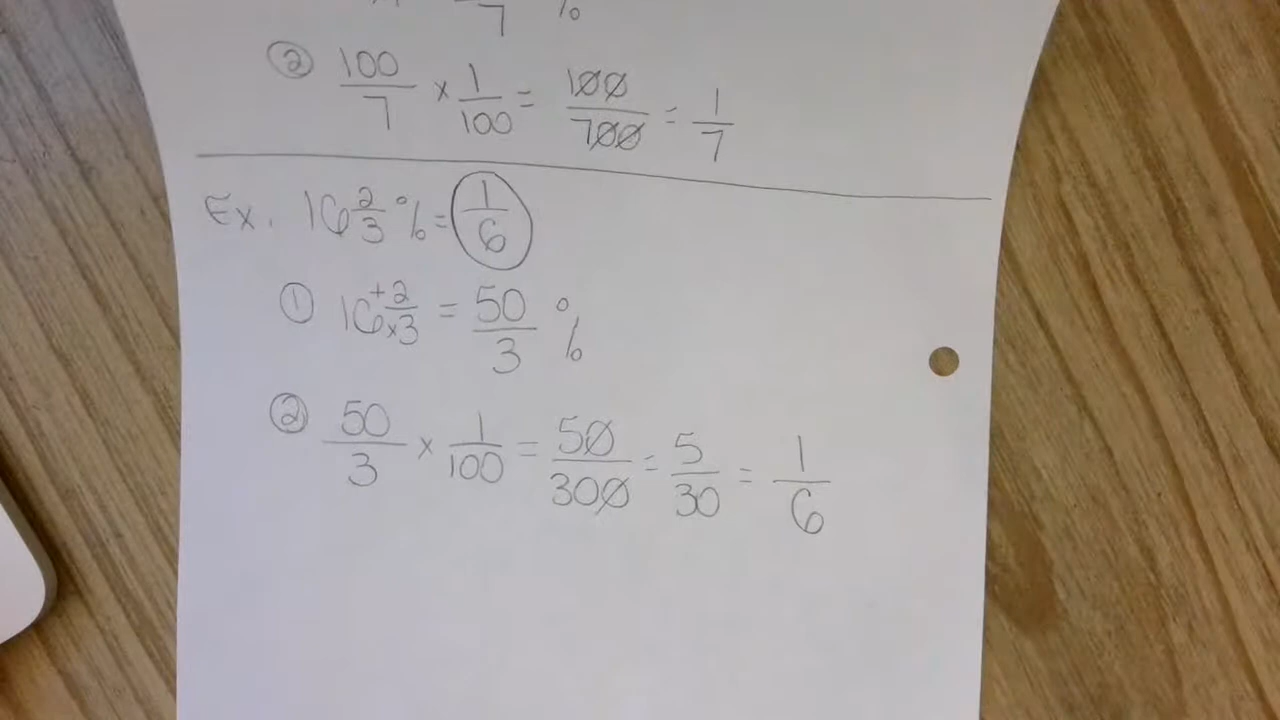 7 %
② 100/7 × 1/100 = 100/700 = 1/7
Ex. 16 2/3 % = 1/6
① 16 + 2/× 3 = 50/3 %
② 50/3 × 1/100 = 50/300 = 5/30 = 1/6